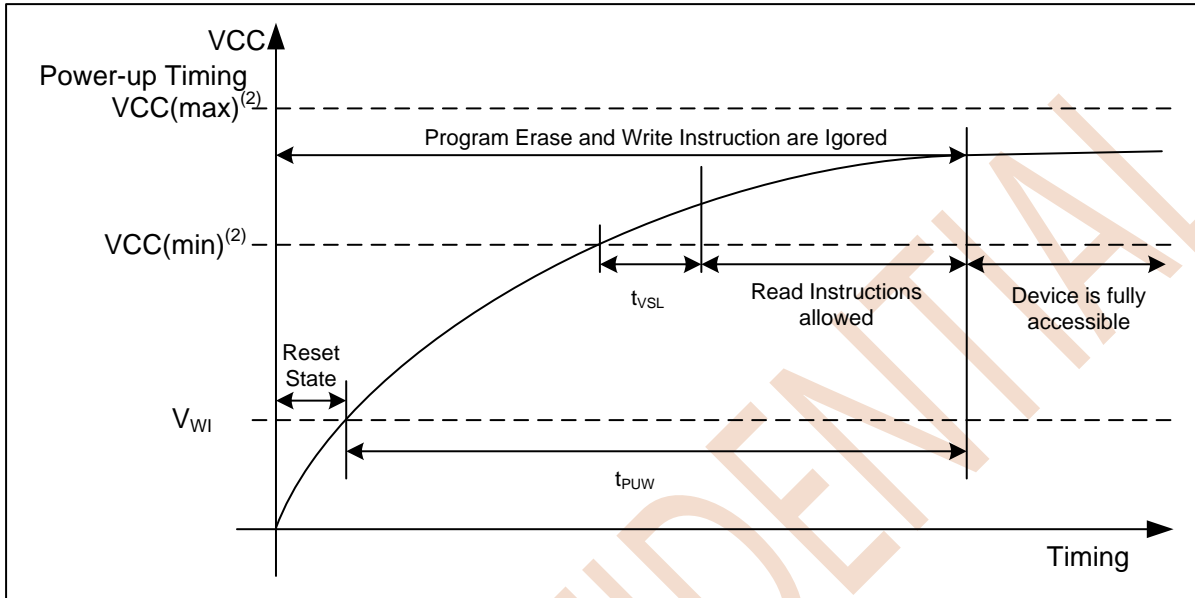 VCC
Power-up Timing
VCC(max)(2)
Program Erase and Write Instruction are Igored
VCC(min)(2)
tVSL
Read Instructions
allowed
Device is fully
accessible
Reset
State
VWI
tPUW
Timing